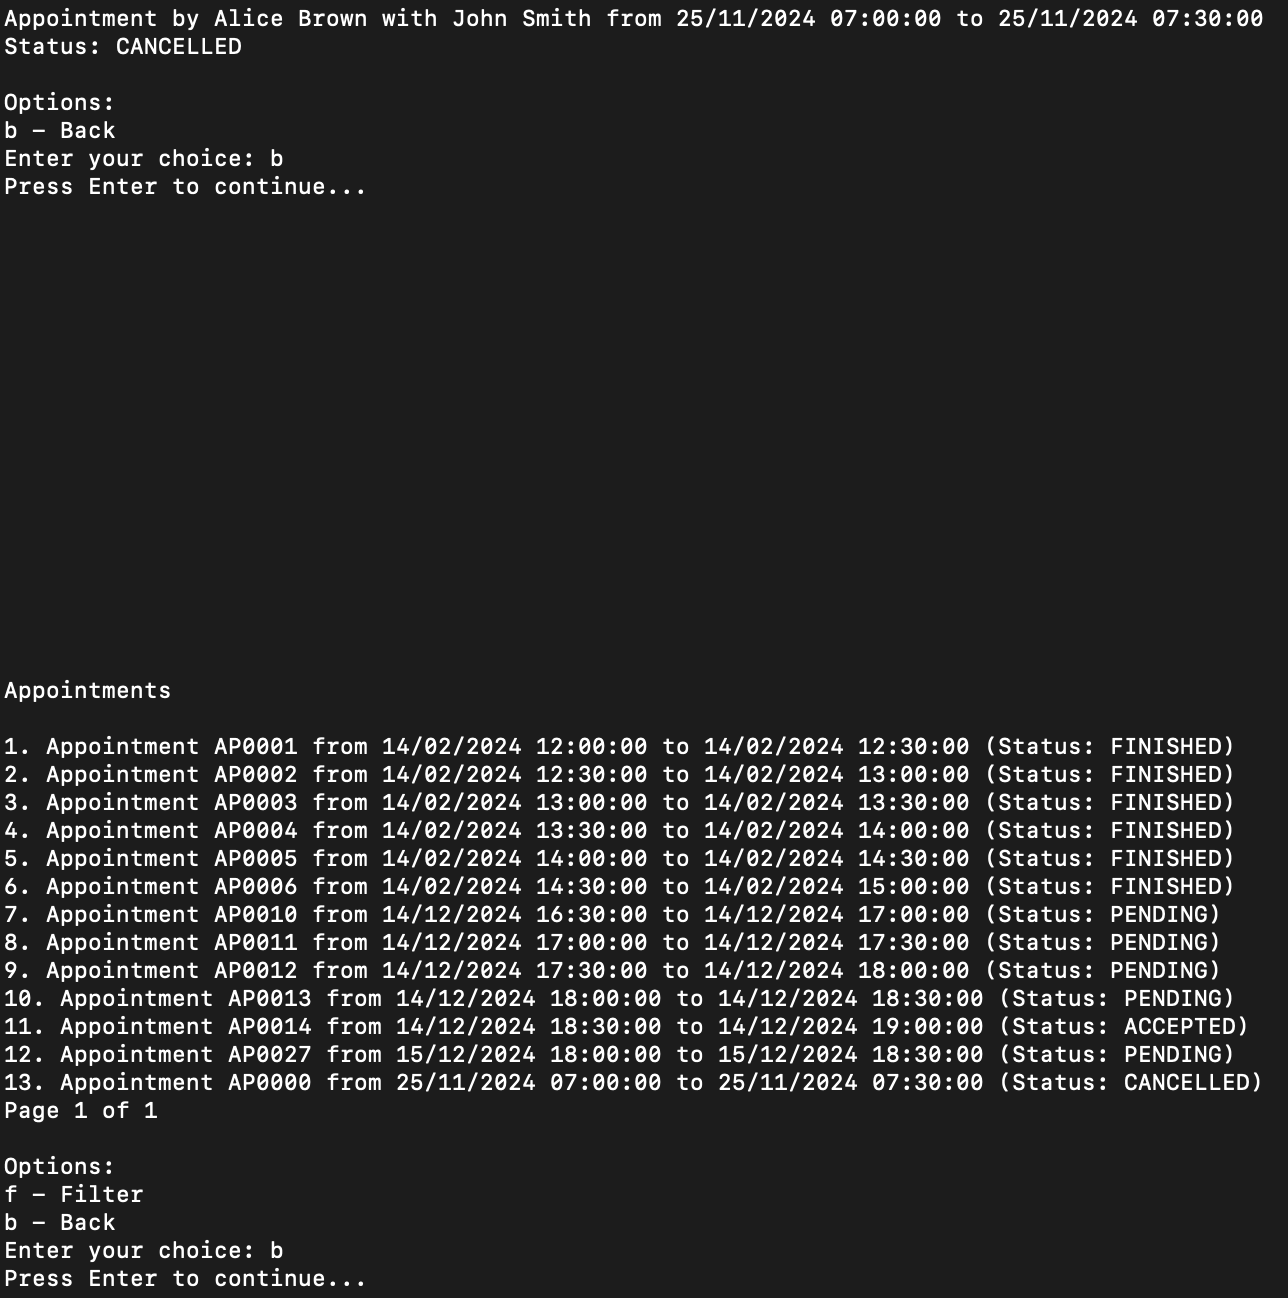 Appointment by Alice Brown with John Smith from 25/11/2024 07:00:00 to 25/11/2024 07:30:00
Status: CANCELLED
Options:
b – Back
Enter your choice: b
Press Enter to continue...
Appointments
1. Appointment AP0001 from 14/02/2024 12:00:00 to 14/02/2024 12:30:00 (Status: FINISHED)
2. Appointment AP0002 from 14/02/2024 12:30:00 to 14/02/2024 13:00:00 (Status: FINISHED)
3. Appointment AP0003 from 14/02/2024 13:00:00 to 14/02/2024 13:30:00 (Status: FINISHED)
4. Appointment AP0004 from 14/02/2024 13:30:00 to 14/02/2024 14:00:00 (Status: FINISHED)
5. Appointment AP0005 from 14/02/2024 14:00:00 to 14/02/2024 14:30:00 (Status: FINISHED)
6. Appointment AP0006 from 14/02/2024 14:30:00 to 14/02/2024 15:00:00 (Status: FINISHED)
7. Appointment AP0010 from 14/12/2024 16:30:00 to 14/12/2024 17:00:00 (Status: PENDING)
8. Appointment AP0011 from 14/12/2024 17:00:00 to 14/12/2024 17:30:00 (Status: PENDING)
9. Appointment AP0012 from 14/12/2024 17:30:00 to 14/12/2024 18:00:00 (Status: PENDING)
10. Appointment AP0013 from 14/12/2024 18:00:00 to 14/12/2024 18:30:00 (Status: PENDING)
11. Appointment AP0014 from 14/12/2024 18:30:00 to 14/12/2024 19:00:00 (Status: ACCEPTED)
12. Appointment AP0027 from 15/12/2024 18:00:00 to 15/12/2024 18:30:00 (Status: PENDING)
13. Appointment AP0000 from 25/11/2024 07:00:00 to 25/11/2024 07:30:00 (Status: CANCELLED)
Page 1 of 1
Options:
f – Filter
b – Back
Enter your choice: b
Press Enter to continue...